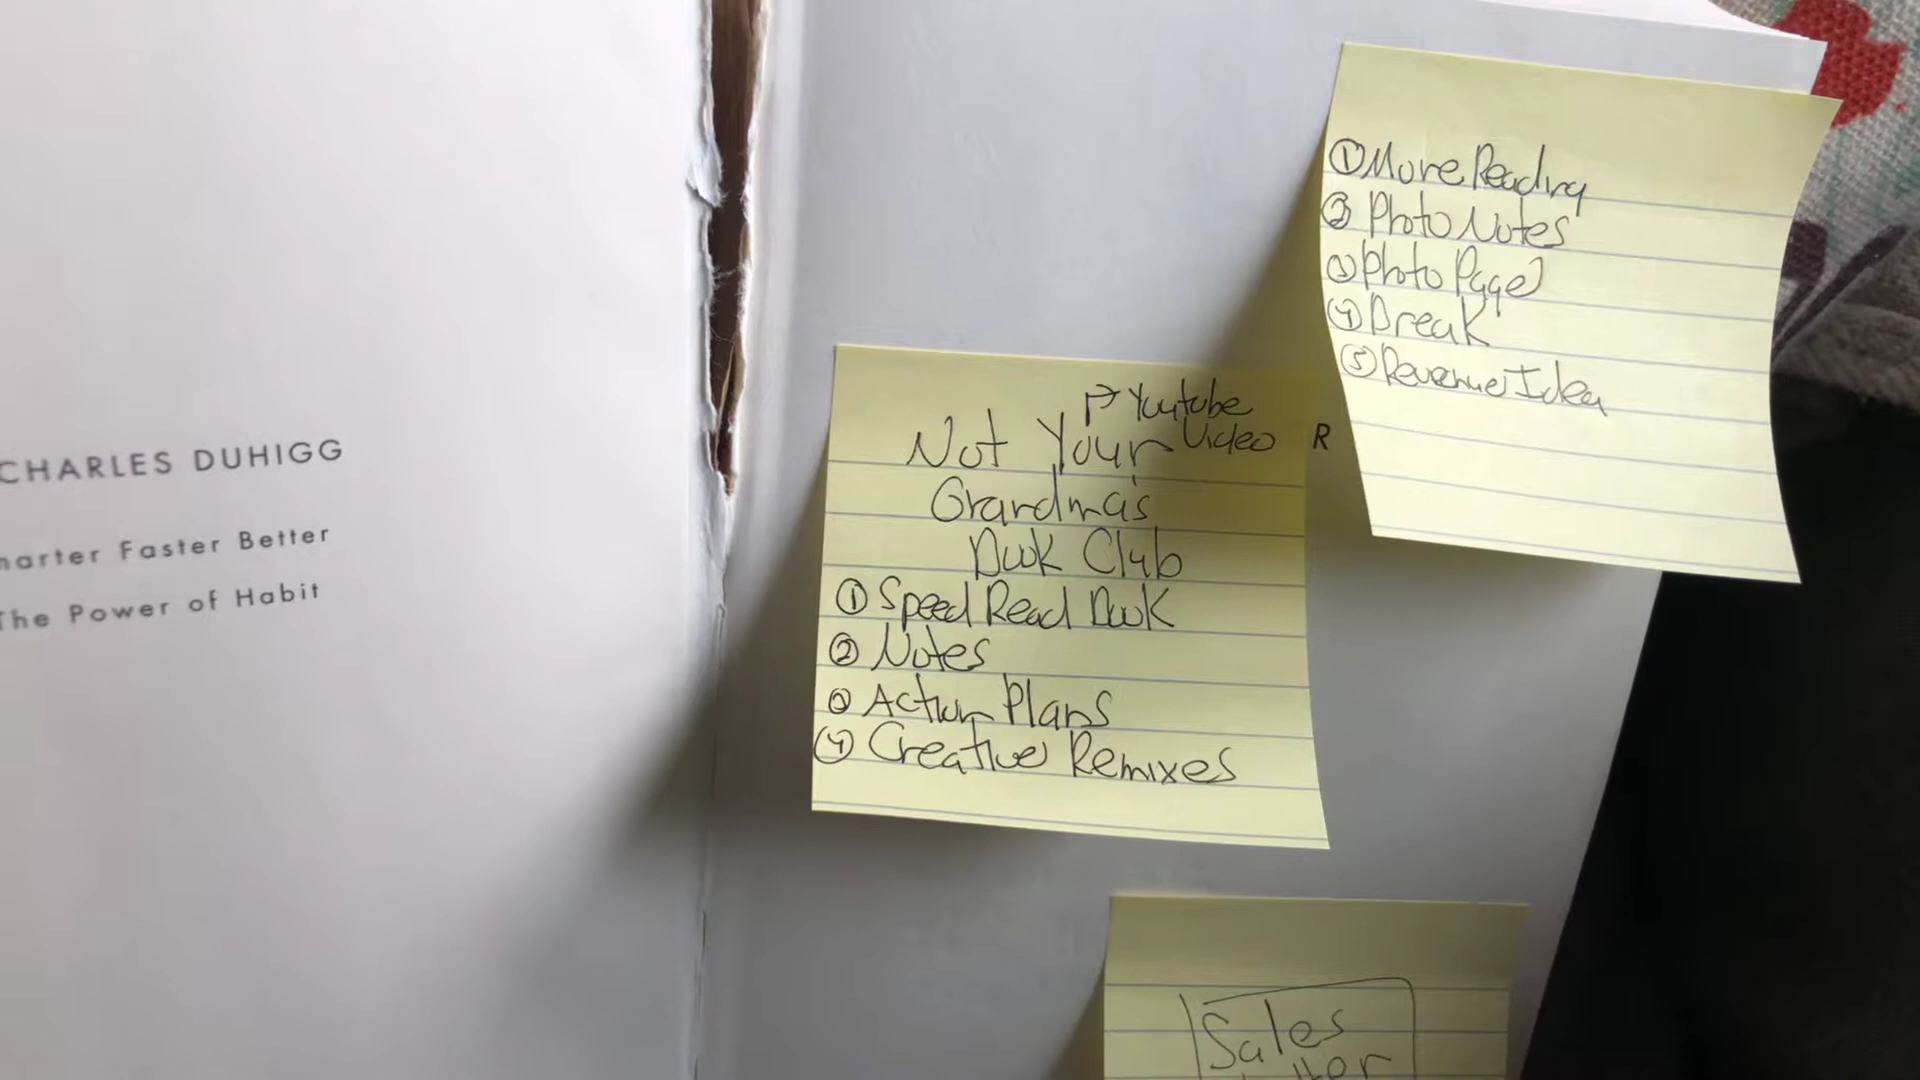 CHARLES DUHIGG
marter Faster Better
The Power of Habit
→ Youtube
Video
Not Your
Grandma's
Book Club
① Speed Read Book
② Notes
③ Action Plans
④ Creative Remixes
R
① More Reading
② Photo Notes
③ Photo Page
④ Break
⑤ Revenue Idea
Sales